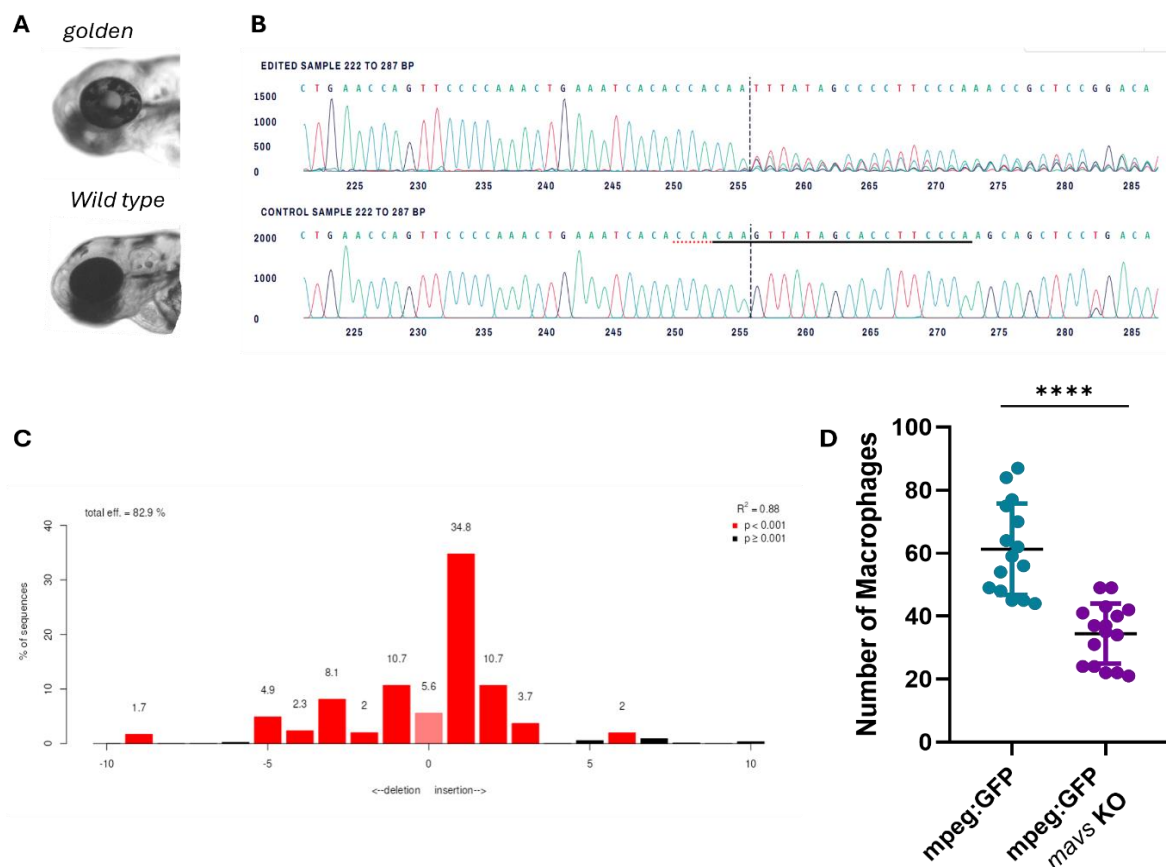 A
golden
Wild type
B
EDITED SAMPLE 222 TO 287 BP
C T G A A C C A G T T C C C C A A A C T G A A A T C A C A C C A C A A T T T A T A G C C C C T T C C C A A A C C G C T C C G G A C A
1500
1000
500
0
225 230 235 240 245 250 255 260 265 270 275 280 285
CONTROL SAMPLE 222 TO 287 BP
C T G A A C C A G T T C C C C A A A C T G A A A T C A C A C C A C A A G T T A T A G C A C C T T C C C A A G C A G C T C C T G A C A
2000
1000
0
225 230 235 240 245 250 255 260 265 270 275 280 285
C
total eff. = 82.9 %
R² = 0.88
p < 0.001
p ≥ 0.001
% of sequences
40
30
20
10
0
1.7
4.9
2.3
8.1
2
10.7
5.6
34.8
10.7
3.7
2
-10 -5 0 5 10
<--deletion insertion-->
D
****
Number of Macrophages
100
80
60
40
20
0
mpeg:GFP
mpeg:GFP
mavs KO